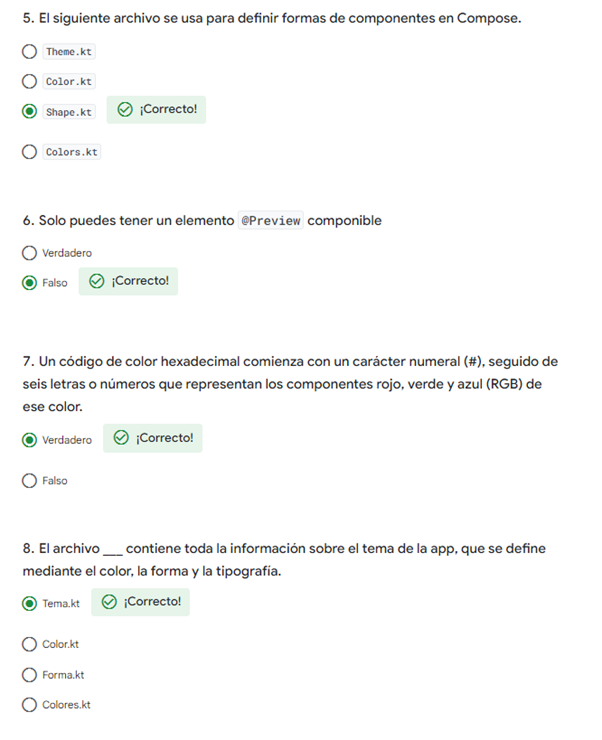 5. El siguiente archivo se usa para definir formas de componentes en Compose.
Theme.kt
Color.kt
Shape.kt ¡Correcto!
Colors.kt
6. Solo puedes tener un elemento @Preview componible
Verdadero
Falso ¡Correcto!
7. Un código de color hexadecimal comienza con un carácter numeral (#), seguido de
seis letras o números que representan los componentes rojo, verde y azul (RGB) de
ese color.
Verdadero ¡Correcto!
Falso
8. El archivo ___ contiene toda la información sobre el tema de la app, que se define
mediante el color, la forma y la tipografía.
Tema.kt ¡Correcto!
Color.kt
Forma.kt
Colores.kt